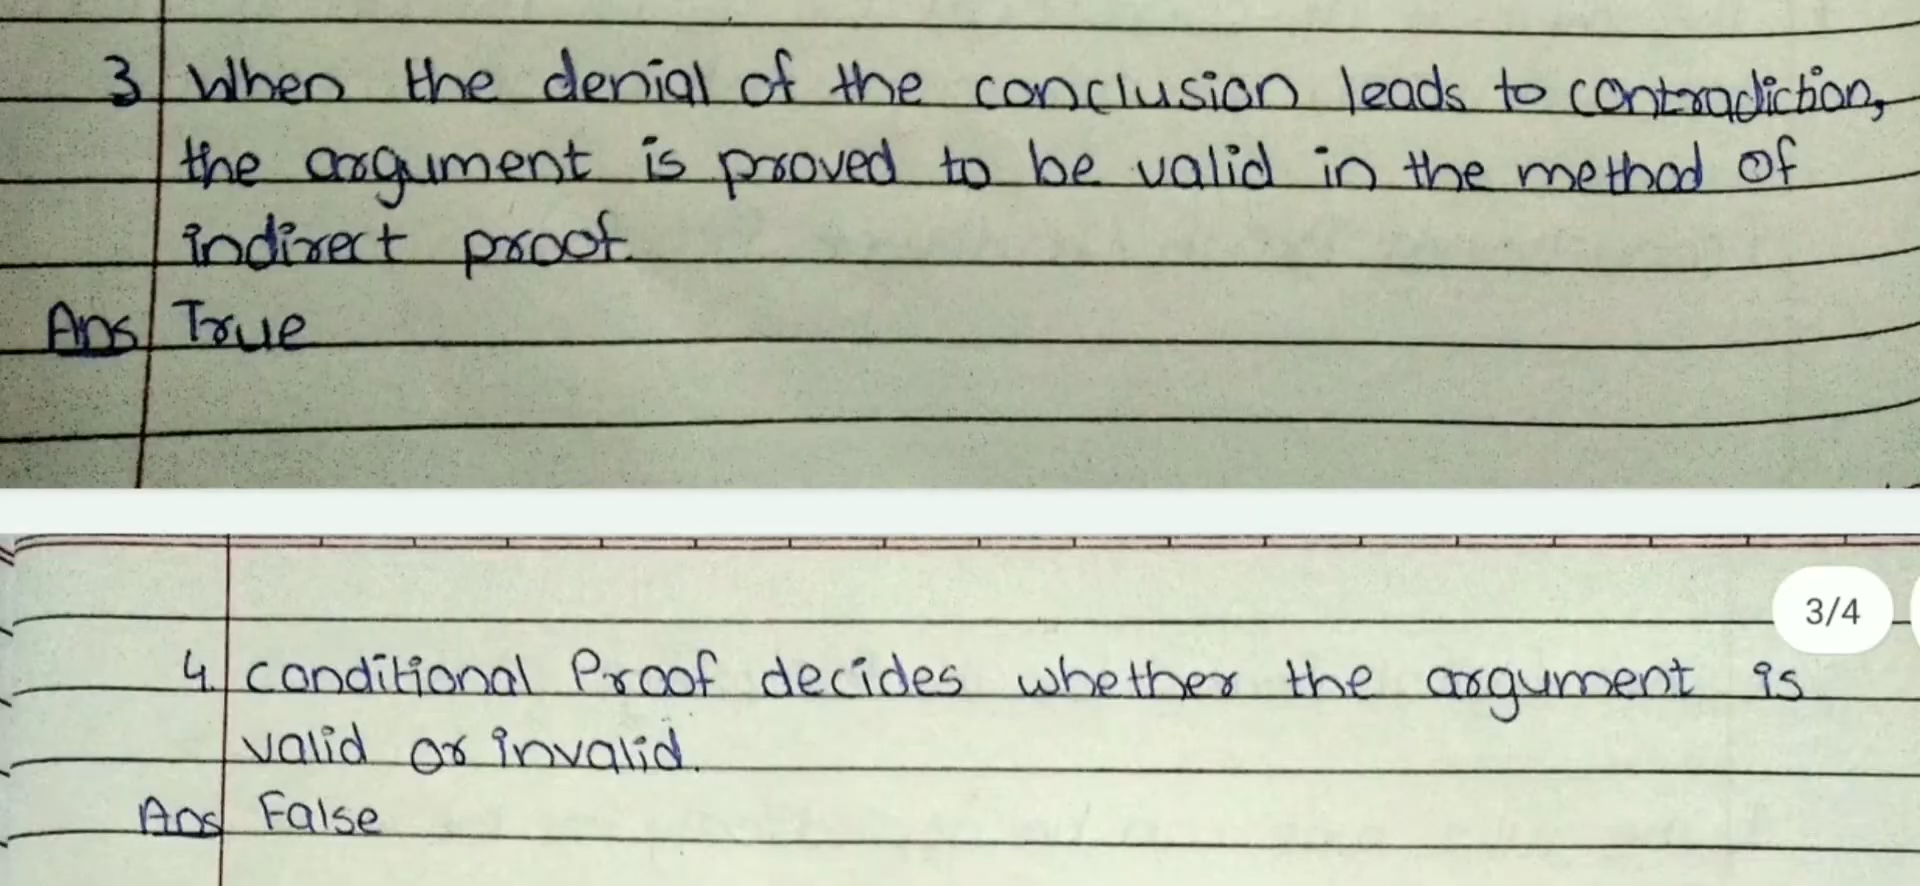 3 When the denial of the conclusion leads to contradiction,
the argument is proved to be valid in the method of
indirect proof.
Ans True
3/4
4. conditional Proof decides whether the argument is
valid or invalid.
Ans False